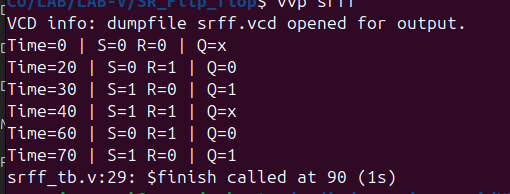 CO/LAB/LAB-V/SR_Flip_flop$ vvp srff
VCD info: dumpfile srff.vcd opened for output.
Time=0 | S=0 R=0 | Q=x
Time=20 | S=0 R=1 | Q=0
Time=30 | S=1 R=0 | Q=1
Time=40 | S=1 R=1 | Q=x
Time=60 | S=0 R=1 | Q=0
Time=70 | S=1 R=0 | Q=1
srff_tb.v:29: $finish called at 90 (1s)